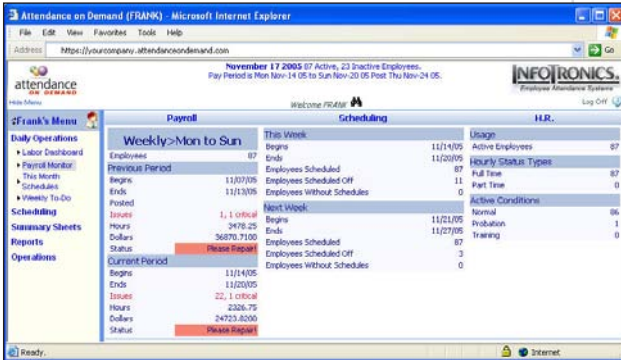 Attendance on Demand (FRANK) - Microsoft Internet Explorer
File Edit View Favorites Tools Help
Address https://yourcompany.attendanceondemand.com Go
attendance
ON DEMAND
November 17 2005 87 Active, 23 Inactive Employees.
Pay Period is Mon Nov-14 05 to Sun Nov-20 05 Post Thu Nov-24 05.
INFOTRONICS.
Employee Attendance Systems
Hide Menu
Welcome FRANK
Log Off
Frank's Menu
Daily Operations
Labor Dashboard
Payroll Monitor
This Month
Schedules
Weekly To-Do
Scheduling
Summary Sheets
Reports
Operations
Payroll
Weekly>Mon to Sun
Employees 87
Previous Period
Begins 11/07/05
Ends 11/13/05
Posted
Issues 1, 1 critical
Hours 3478.25
Dollars 36870.7100
Status Please Repair!
Current Period
Begins 11/14/05
Ends 11/20/05
Issues 22, 1 critical
Hours 2326.75
Dollars 24723.8200
Status Please Repair!
Scheduling
This Week
Begins 11/14/05
Ends 11/20/05
Employees Scheduled 87
Employees Scheduled Off 11
Employees Without Schedules 0
Next Week
Begins 11/21/05
Ends 11/27/05
Employees Scheduled 87
Employees Scheduled Off 3
Employees Without Schedules 0
H.R.
Usage
Active Employees 87
Hourly Status Types
Full Time 87
Part Time 0
Active Conditions
Normal 86
Probation 1
Training 0
Ready.
Internet